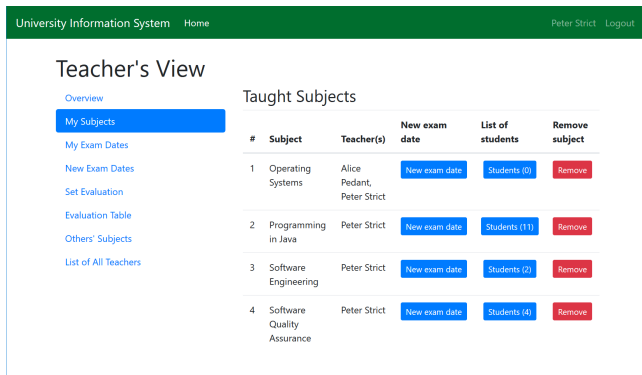 University Information System Home Peter Strict Logout
Teacher's View
Overview
My Subjects
My Exam Dates
New Exam Dates
Set Evaluation
Evaluation Table
Others' Subjects
List of All Teachers
Taught Subjects
# Subject Teacher(s) New exam date List of students Remove subject
1 Operating Systems Alice Pedant, Peter Strict New exam date Students (0) Remove
2 Programming in Java Peter Strict New exam date Students (11) Remove
3 Software Engineering Peter Strict New exam date Students (2) Remove
4 Software Quality Assurance Peter Strict New exam date Students (4) Remove